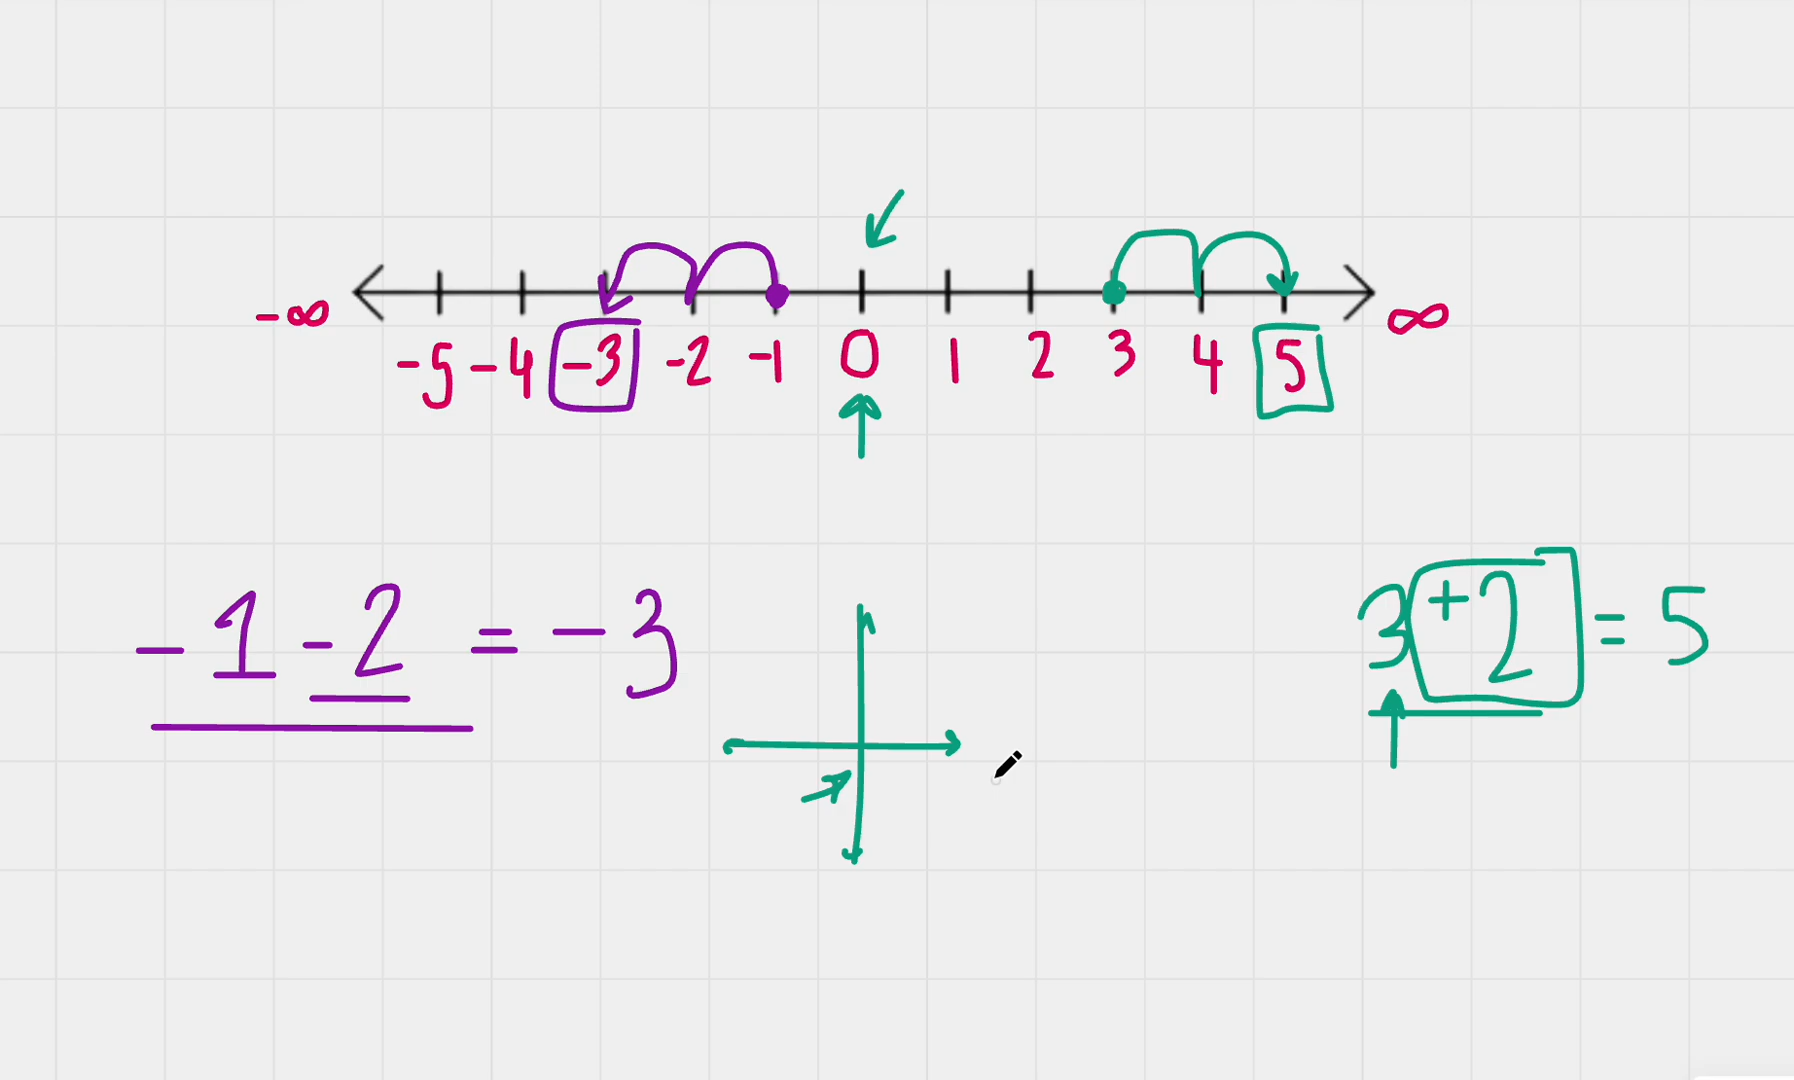 -∞ ∞
-5 -4 -3 -2 -1 0 1 2 3 4 5
-1 -2 = -3
3 +2 = 5